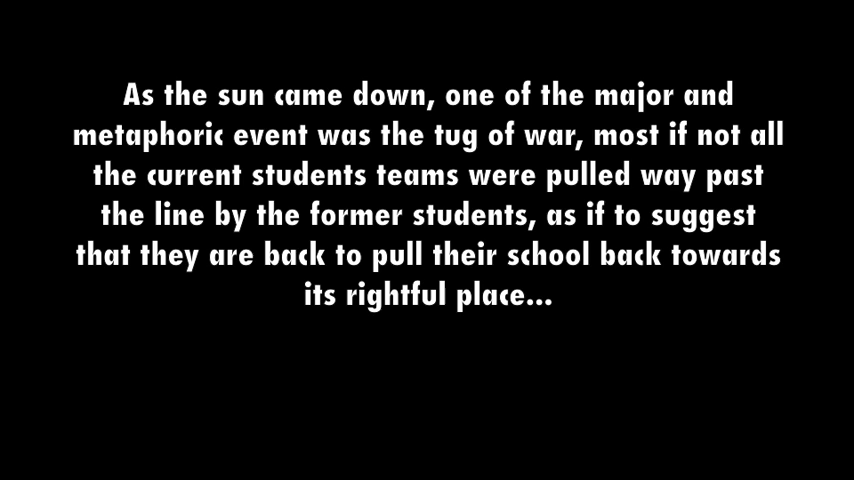 As the sun came down, one of the major and
metaphoric event was the tug of war, most if not all
the current students teams were pulled way past
the line by the former students, as if to suggest
that they are back to pull their school back towards
its rightful place...